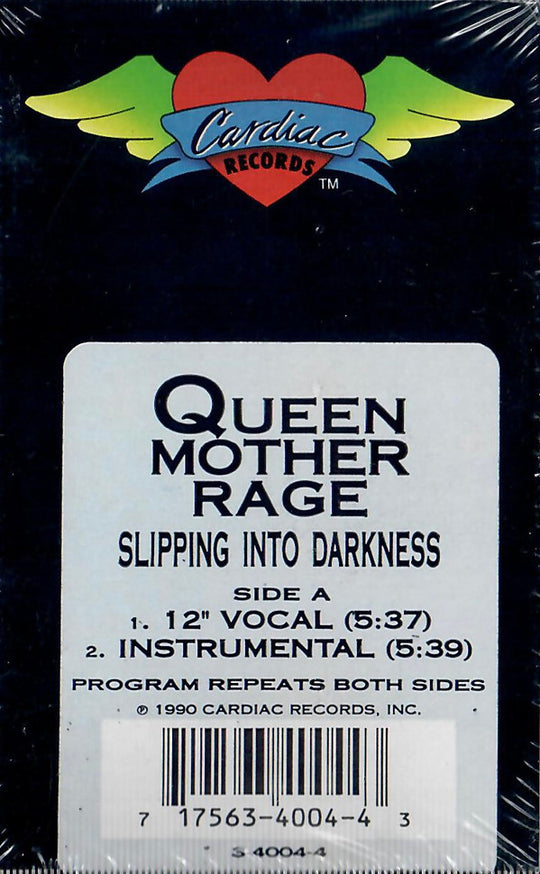 Cardiac
RECORDS
TM
QUEEN
MOTHER
RAGE
SLIPPING INTO DARKNESS
SIDE A
1. 12" VOCAL (5:37)
2. INSTRUMENTAL (5:39)
PROGRAM REPEATS BOTH SIDES
℗ 1990 CARDIAC RECORDS, INC.
7 17563-4004-4 3
S 4004-4